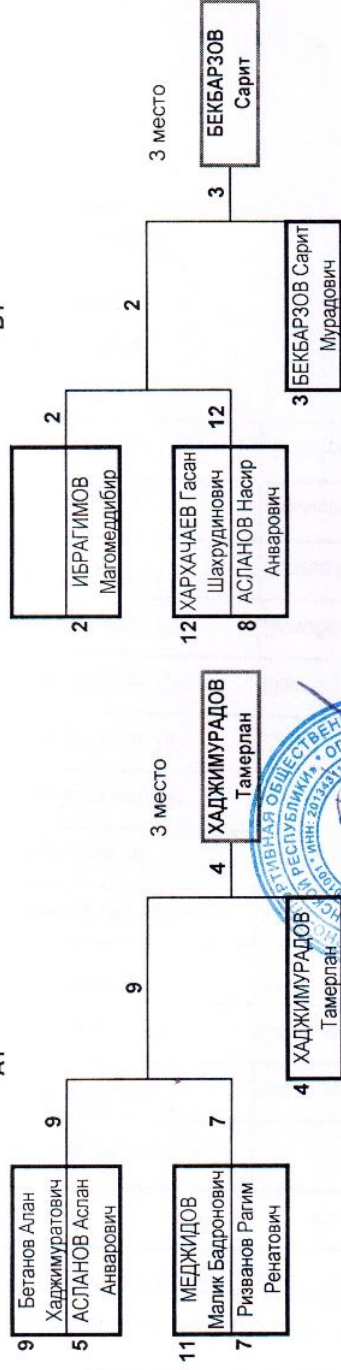 9
Бетанов Алан
Хаджимуратович
5
АСЛАНОВ Аслан
Анварович
11
МЕДЖИДОВ
Малик Бадронович
7
Ризванов Рагим
Ренатович
9
7
9
4
ХАДЖИМУРАДОВ
Тамерлан
4
3 место
ХАДЖИМУРАДОВ
Тамерлан
2
ИБРАГИМОВ
Магомеддибир
12
ХАРХАЧАЕВ Гасан
Шахрудинович
8
АСЛАНОВ Насир
Анварович
2
12
2
3
БЕКБАРЗОВ Сарит
Мурадович
3
3 место
БЕКБАРЗОВ
Сарит